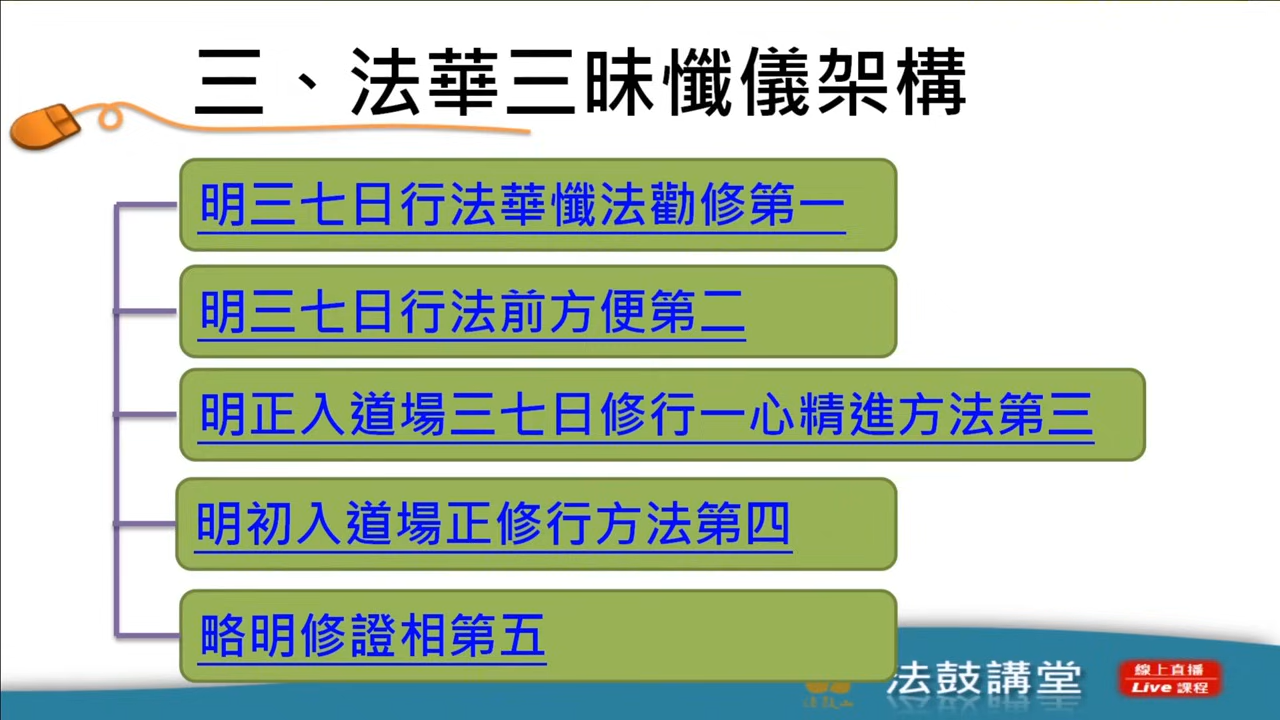 三、法華三昧懺儀架構
明三七日行法華懺法勸修第一
明三七日行法前方便第二
明正入道場三七日修行一心精進方法第三
明初入道場正修行方法第四
略明修證相第五
法鼓講堂
線上直播
Live 課程